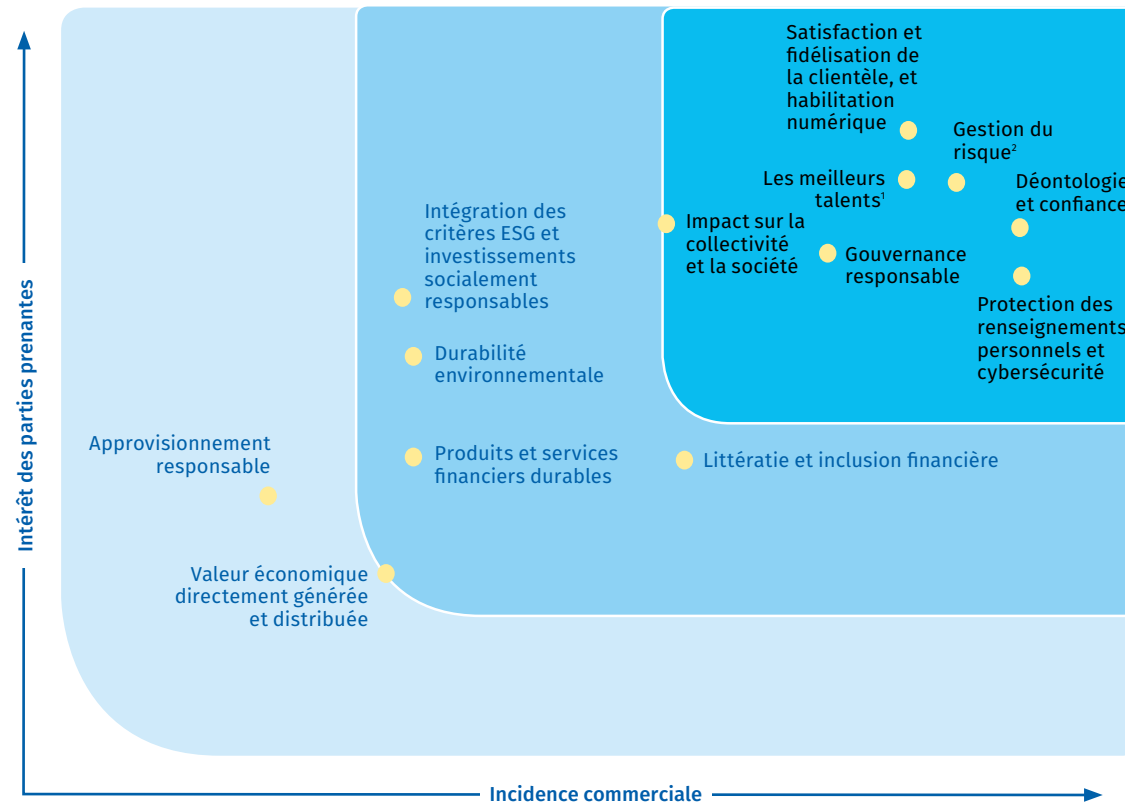 Intérêt des parties prenantes
Satisfaction et
fidélisation de
la clientèle, et
habilitation
numérique
Gestion du
risque²
Les meilleurs
talents¹
Déontologie
et confiance
Impact sur la
collectivité
et la société
Gouvernance
responsable
Protection des
renseignements
personnels et
cybersécurité
Intégration des
critères ESG et
investissements
socialement
responsables
Durabilité
environnementale
Approvisionnement
responsable
Produits et services
financiers durables
Littératie et inclusion financière
Valeur économique
directement générée
et distribuée
Incidence commerciale